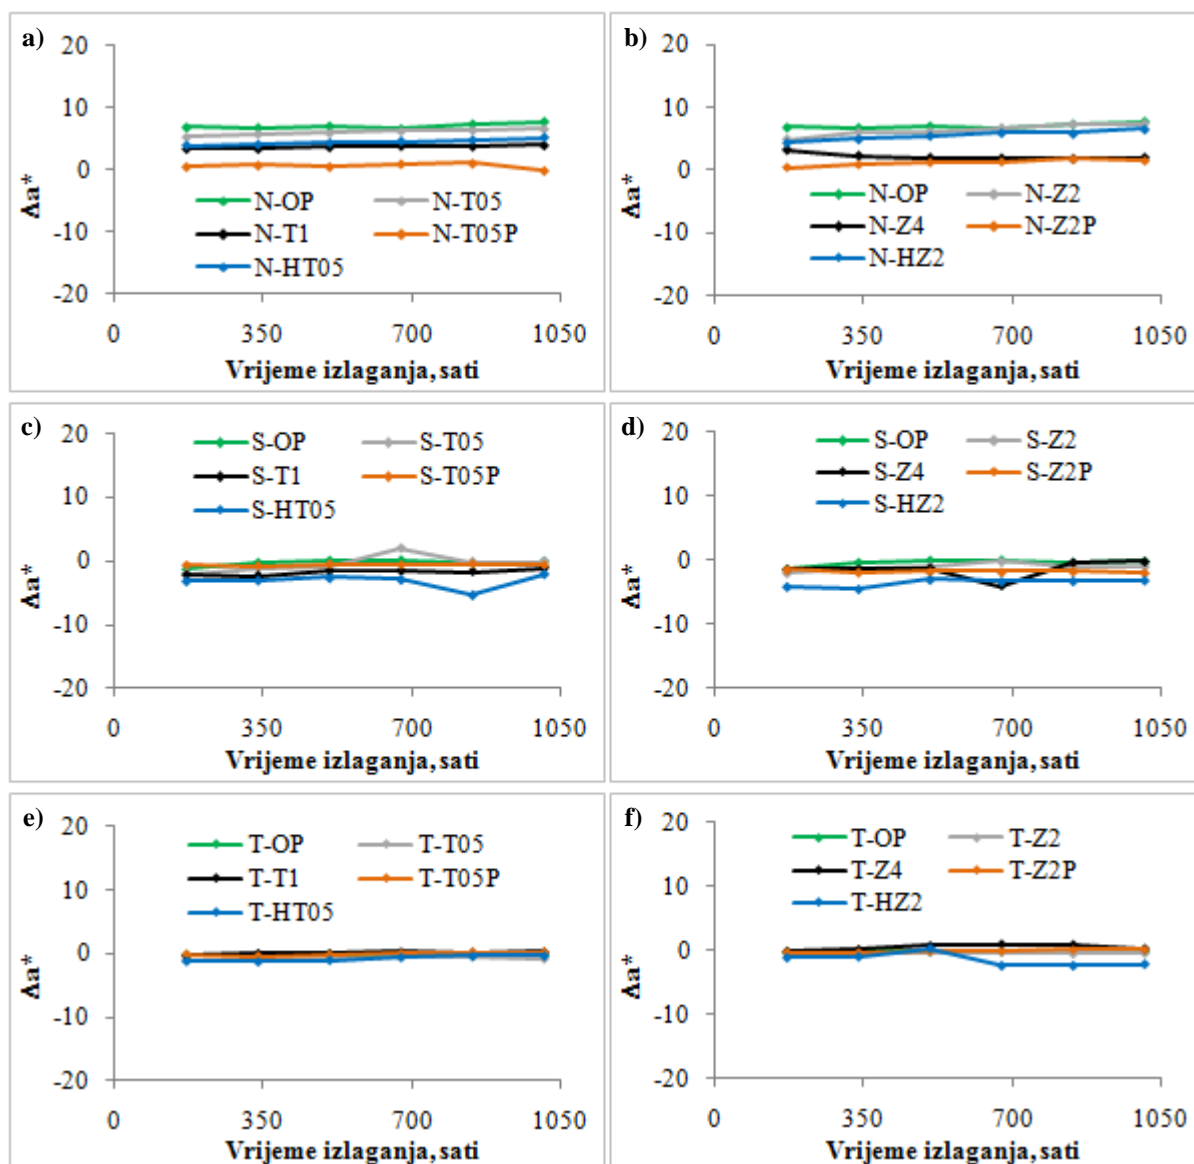 a)
20
10
0
-10
-20
Δa*
N-OP
N-T05
N-T1
N-T05P
N-HT05
0 350 700 1050
Vrijeme izlaganja, sati
b)
20
10
0
-10
-20
Δa*
N-OP
N-Z2
N-Z4
N-Z2P
N-HZ2
0 350 700 1050
Vrijeme izlaganja, sati
c)
20
10
0
-10
-20
Δa*
S-OP
S-T05
S-T1
S-T05P
S-HT05
0 350 700 1050
Vrijeme izlaganja, sati
d)
20
10
0
-10
-20
Δa*
S-OP
S-Z2
S-Z4
S-Z2P
S-HZ2
0 350 700 1050
Vrijeme izlaganja, sati
e)
20
10
0
-10
-20
Δa*
T-OP
T-T05
T-T1
T-T05P
T-HT05
0 350 700 1050
Vrijeme izlaganja, sati
f)
20
10
0
-10
-20
Δa*
T-OP
T-Z2
T-Z4
T-Z2P
T-HZ2
0 350 700 1050
Vrijeme izlaganja, sati